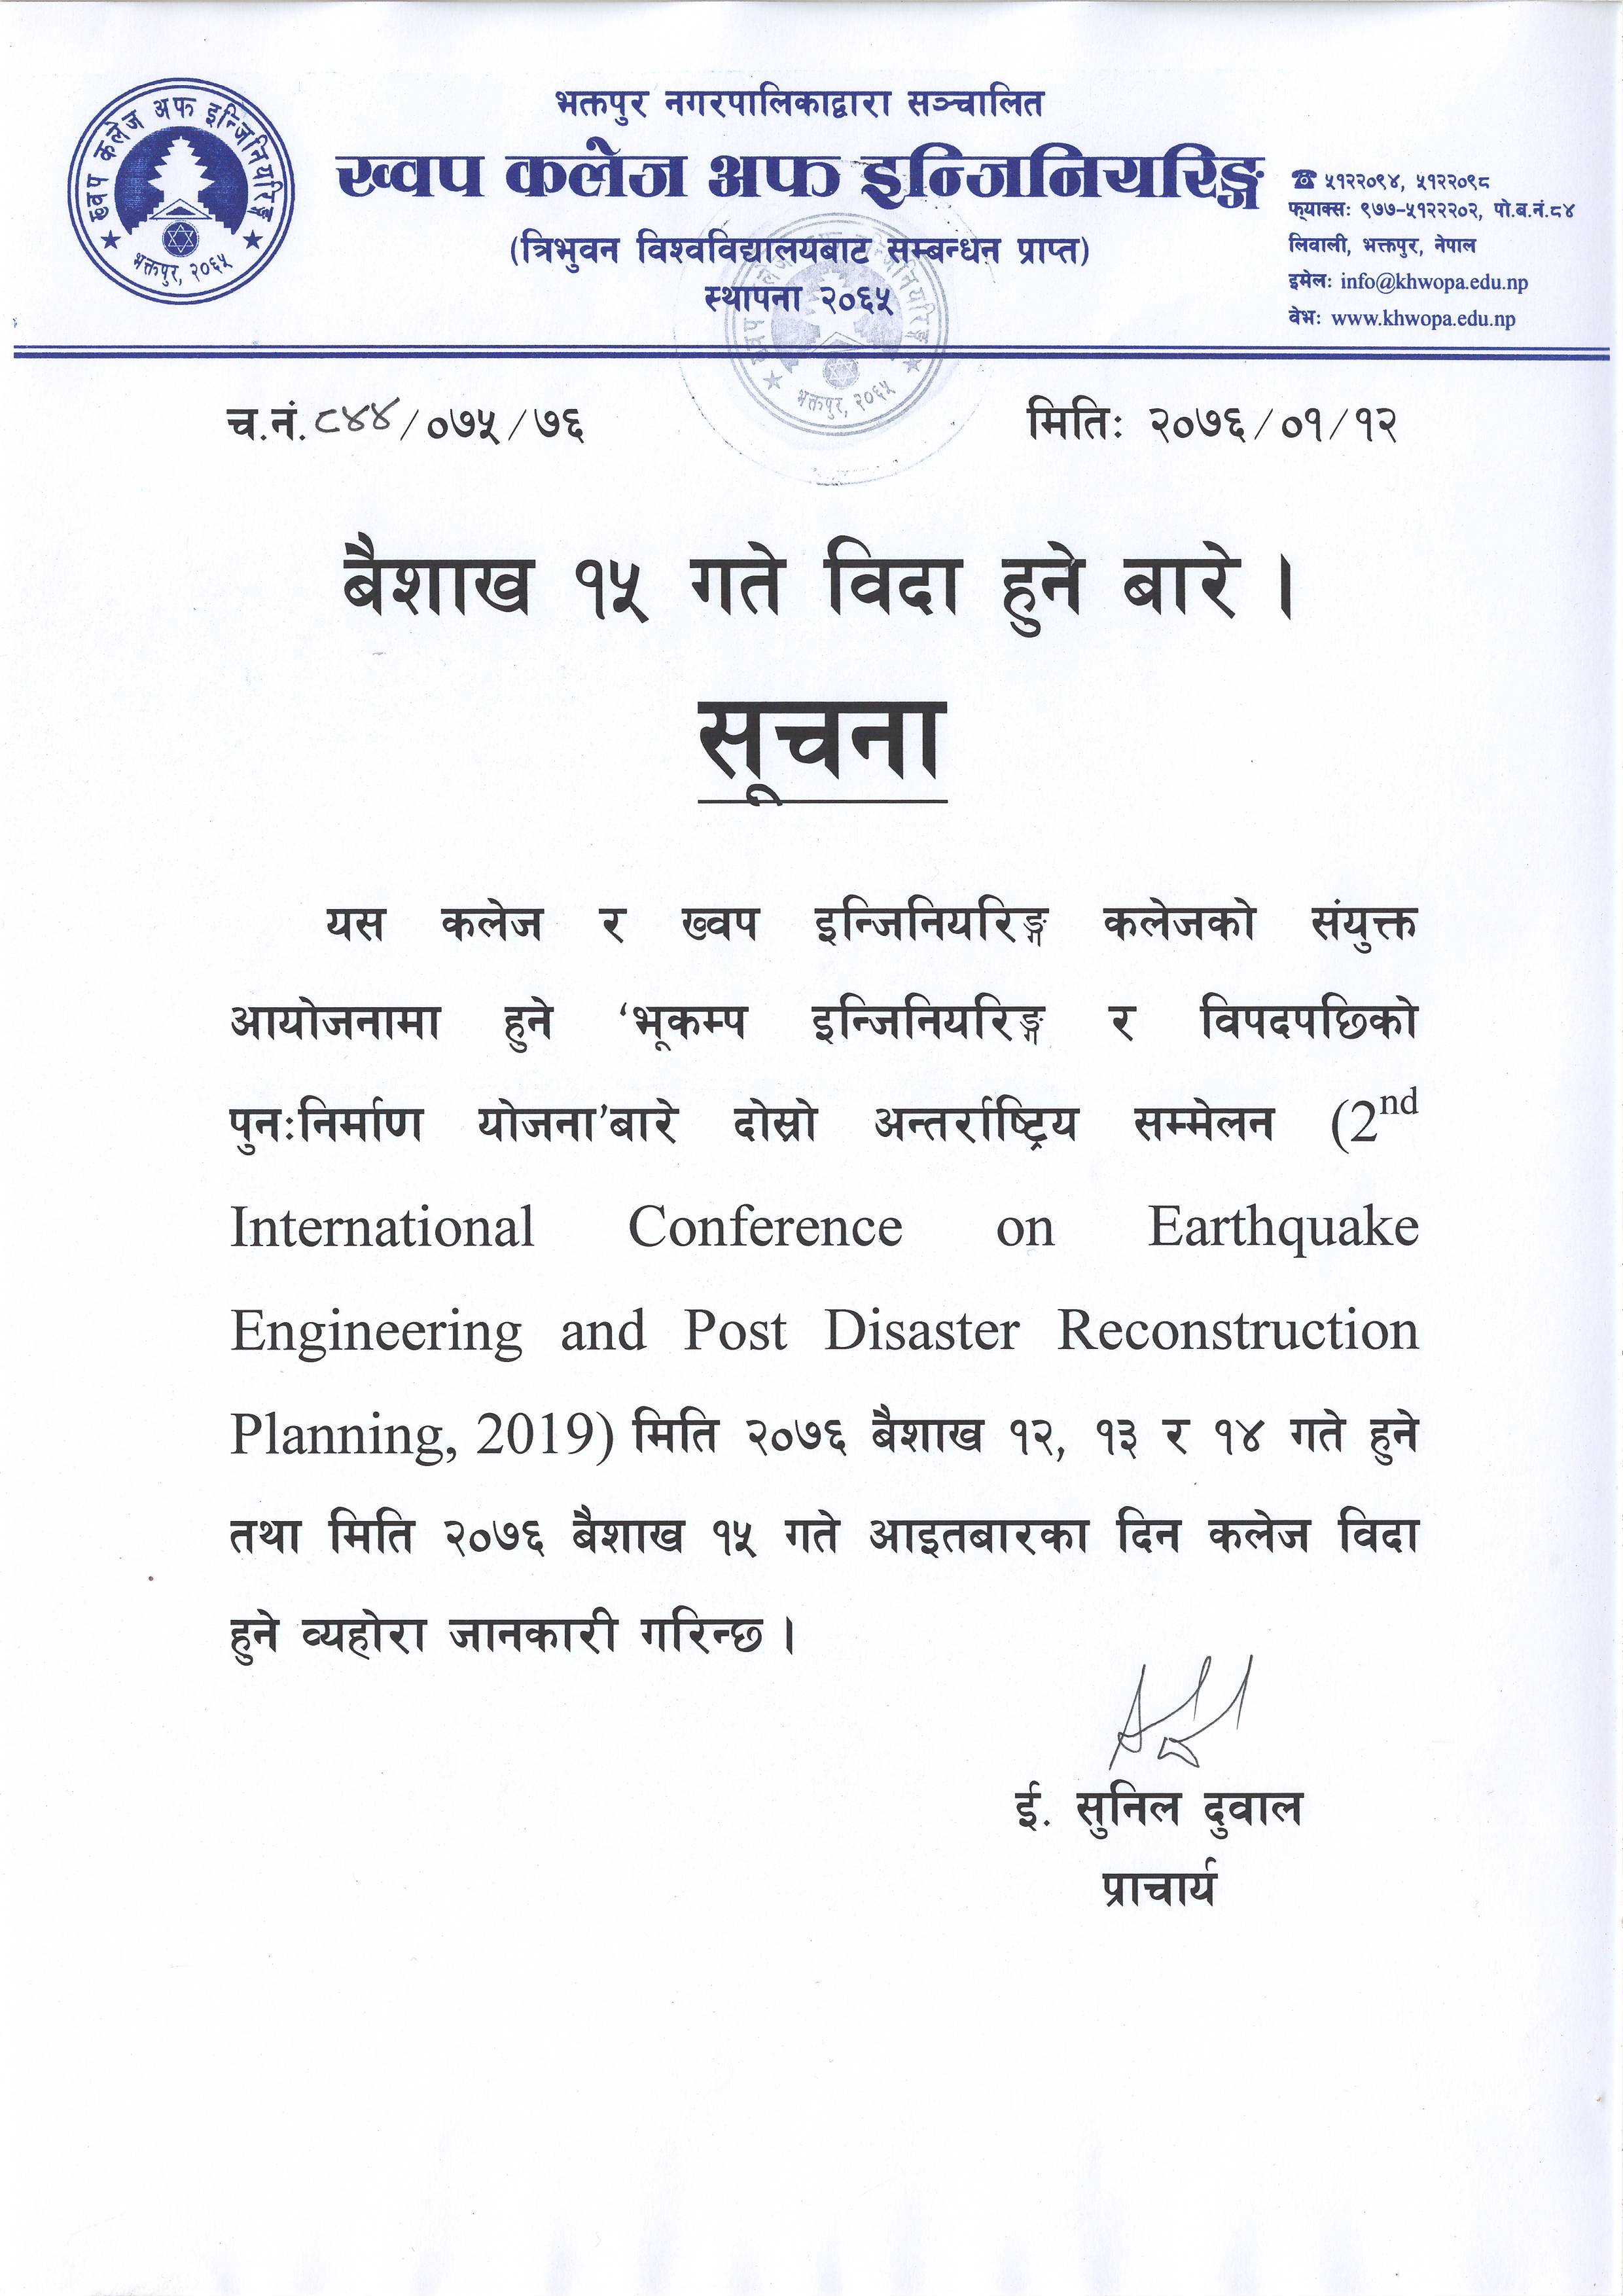 ख्वप कलेज अफ इन्जिनियरिङ्ग
भक्तपुर, २०६५
भक्तपुर नगरपालिकाद्वारा सञ्चालित
ख्वप कलेज अफ इन्जिनियरिङ्ग
(त्रिभुवन विश्वविद्यालयबाट सम्बन्धन प्राप्त)
स्थापना २०६५
☎ ५१२२०९४, ५१२२०९८
फ्याक्सः ९७७-५१२२२०२, पो.ब.नं.८४
लिवाली, भक्तपुर, नेपाल
इमेलः info@khwopa.edu.np
वेभः www.khwopa.edu.np
भक्तपुर, २०६५
च.नं. ८४४/०७५/७६
मितिः २०७६/०१/१२
बैशाख १५ गते विदा हुने बारे ।
सूचना
यस कलेज र ख्वप इन्जिनियरिङ्ग कलेजको संयुक्त
आयोजनामा हुने ‘भूकम्प इन्जिनियरिङ्ग र विपदपछिको
पुनःनिर्माण योजना’बारे दोस्रो अन्तर्राष्ट्रिय सम्मेलन (2nd
International Conference on Earthquake
Engineering and Post Disaster Reconstruction
Planning, 2019) मिति २०७६ बैशाख १२, १३ र १४ गते हुने
तथा मिति २०७६ बैशाख १५ गते आइतबारका दिन कलेज विदा
हुने व्यहोरा जानकारी गरिन्छ ।
ई. सुनिल दुवाल
प्राचार्य